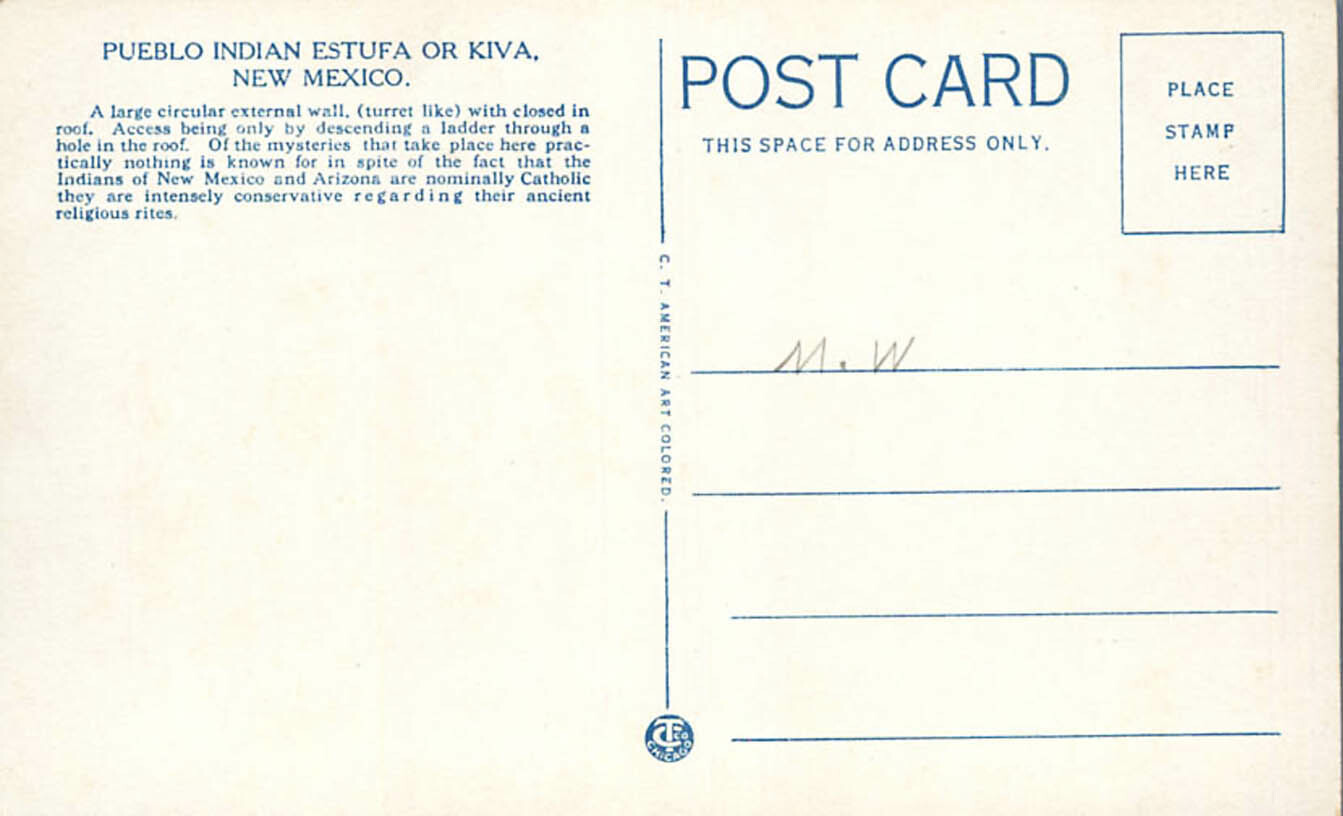 PUEBLO INDIAN ESTUFA OR KIVA,
NEW MEXICO.
A large circular external wall, (turret like) with closed in
roof. Access being only by descending a ladder through a
hole in the roof. Of the mysteries that take place here prac-
tically nothing is known for in spite of the fact that the
Indians of New Mexico and Arizona are nominally Catholic
they are intensely conservative regarding their ancient
religious rites.
C. T. AMERICAN ART COLORED.
CT CO
CHICAGO
POST CARD
THIS SPACE FOR ADDRESS ONLY.
PLACE
STAMP
HERE
M. W